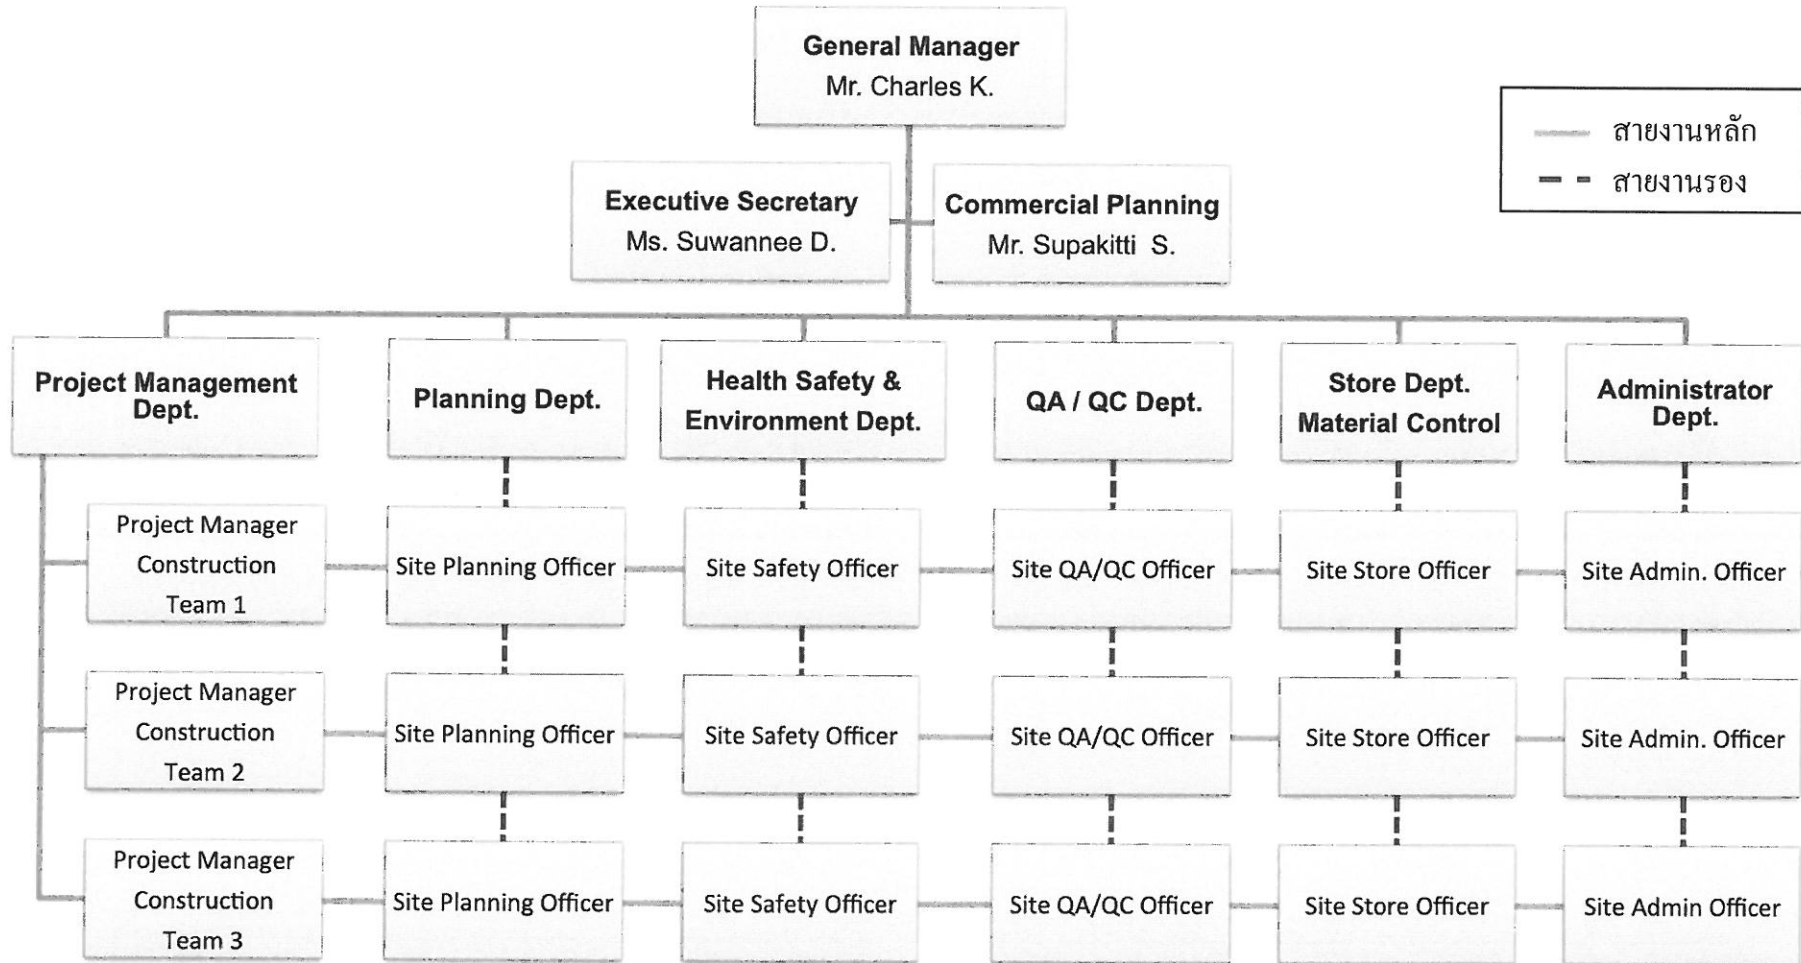 General Manager
Mr. Charles K.
สายงานหลัก
สายงานรอง
Executive Secretary
Ms. Suwannee D.
Commercial Planning
Mr. Supakitti S.
Project Management
Dept.
Planning Dept.
Health Safety &
Environment Dept.
QA / QC Dept.
Store Dept.
Material Control
Administrator
Dept.
Project Manager
Construction
Team 1
Site Planning Officer
Site Safety Officer
Site QA/QC Officer
Site Store Officer
Site Admin. Officer
Project Manager
Construction
Team 2
Site Planning Officer
Site Safety Officer
Site QA/QC Officer
Site Store Officer
Site Admin. Officer
Project Manager
Construction
Team 3
Site Planning Officer
Site Safety Officer
Site QA/QC Officer
Site Store Officer
Site Admin Officer